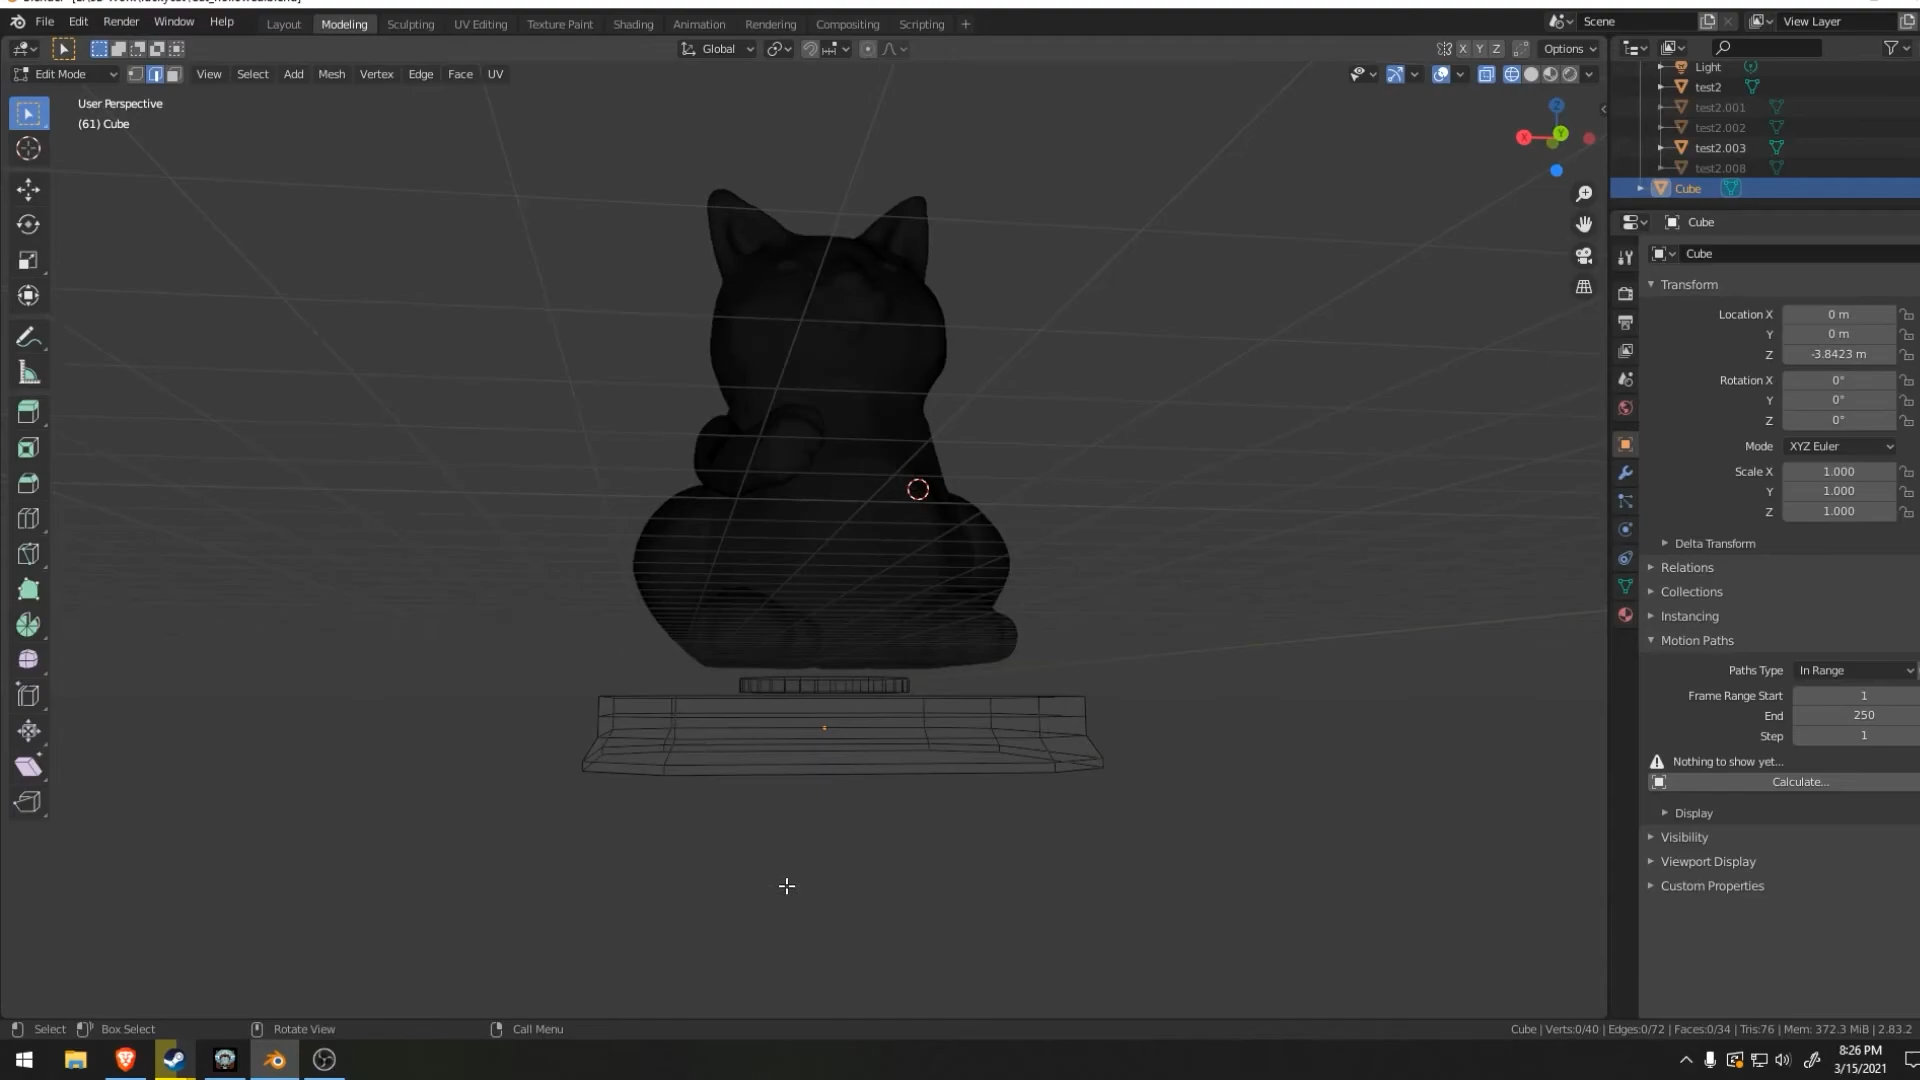 File Edit Render Window Help Layout Modeling Sculpting UV Editing Texture Paint Shading Animation Rendering Compositing Scripting + Scene View Layer
Global X Y Z Options
Edit Mode View Select Add Mesh Vertex Edge Face UV
User Perspective
(61) Cube
Z
X
Y
Light
test2
test2.001
test2.002
test2.003
test2.008
Cube
Cube
Cube
Transform
Location X 0 m
Y 0 m
Z -3.8423 m
Rotation X 0°
Y 0°
Z 0°
Mode XYZ Euler
Scale X 1.000
Y 1.000
Z 1.000
Delta Transform
Relations
Collections
Instancing
Motion Paths
Paths Type In Range
Frame Range Start 1
End 250
Step 1
Nothing to show yet...
Calculate...
Display
Visibility
Viewport Display
Custom Properties
Select Box Select Rotate View Call Menu Cube | Verts:0/40 | Edges:0/72 | Faces:0/34 | Tris:76 | Mem: 372.3 MiB | 2.83.2
8:26 PM
3/15/2021